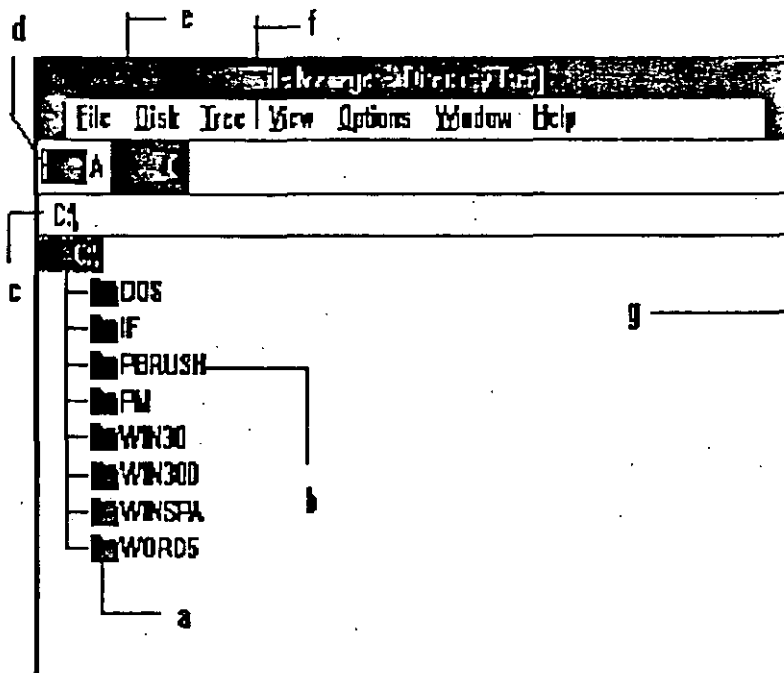 e f
d
File Disk Tree View Options Window Help
A C
C:\
C:\
c
DOS
g
IF
PBRUSH
PM
WIN30
WIN30D
b
WINSPA
WORD5
a